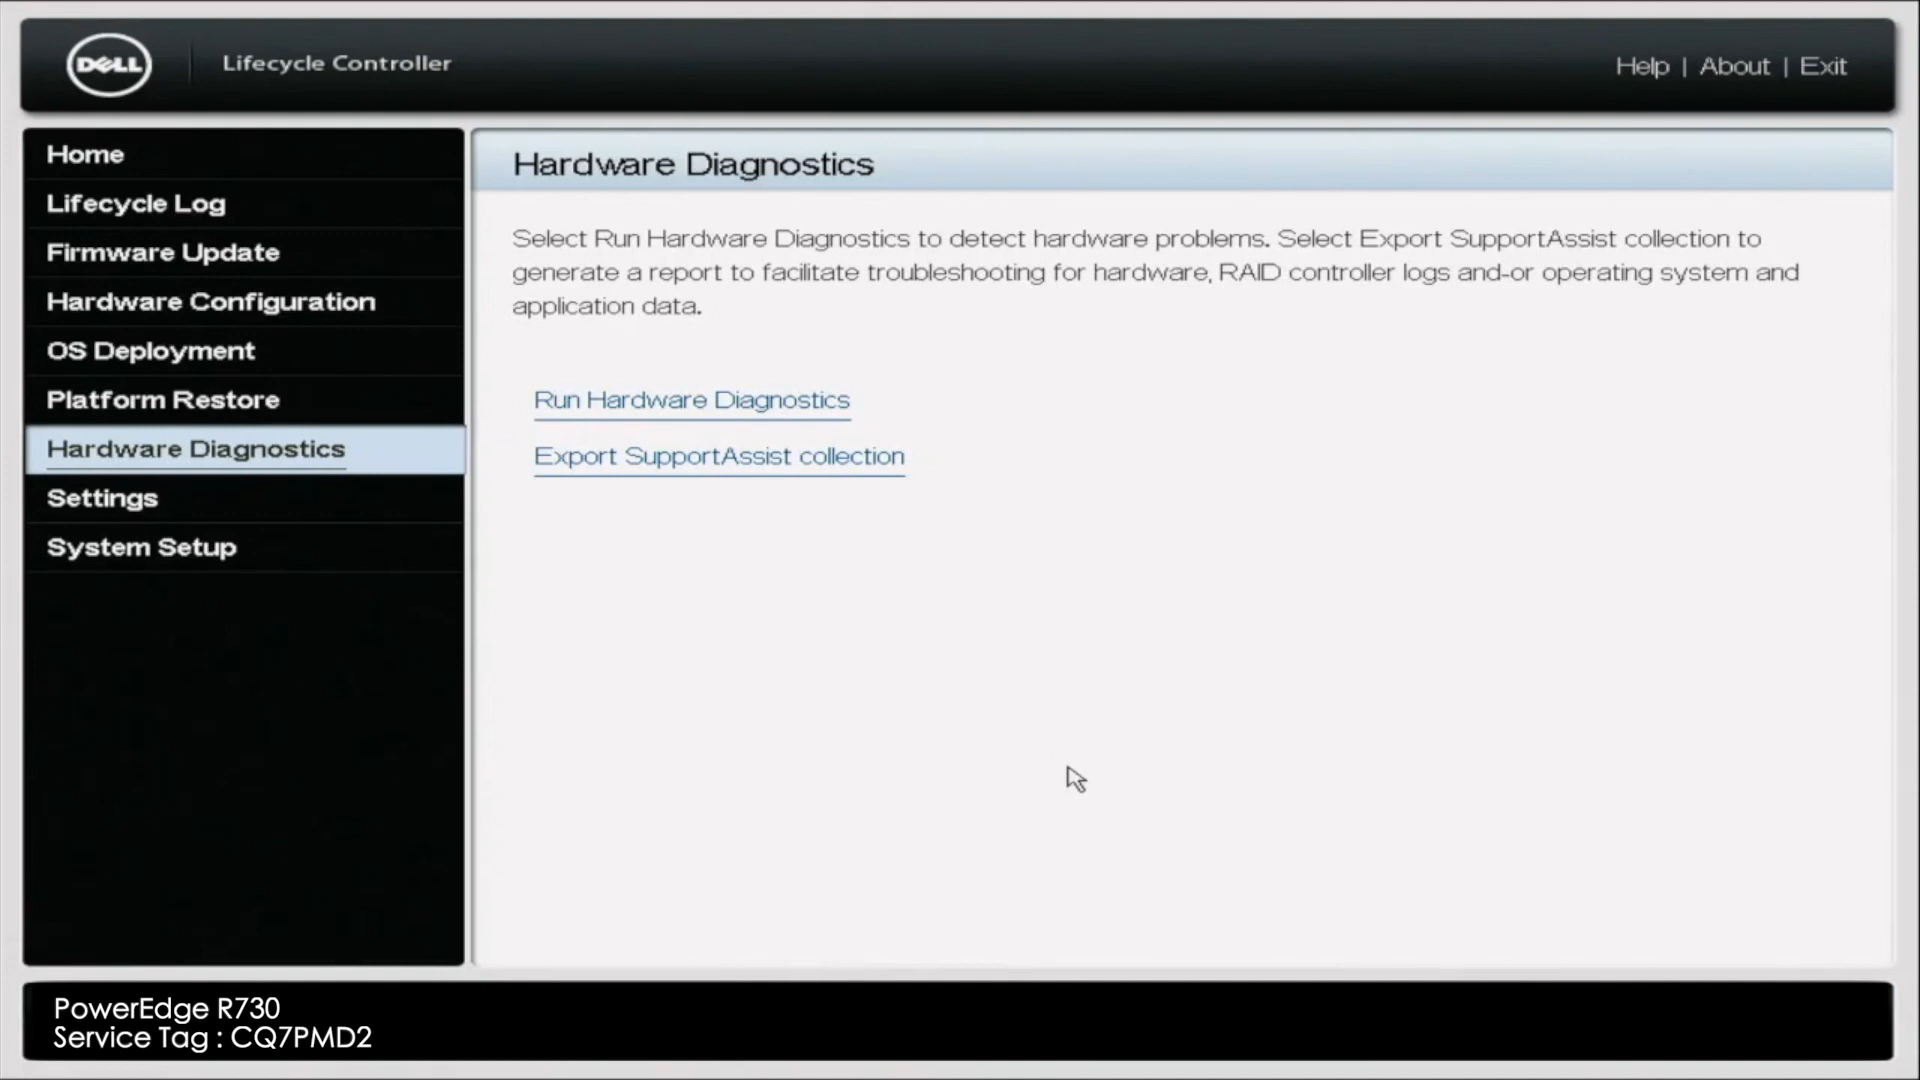 DELL
Lifecycle Controller
Help | About | Exit
Home
Lifecycle Log
Firmware Update
Hardware Configuration
OS Deployment
Platform Restore
Hardware Diagnostics
Settings
System Setup
Hardware Diagnostics
Select Run Hardware Diagnostics to detect hardware problems. Select Export SupportAssist collection to
generate a report to facilitate troubleshooting for hardware, RAID controller logs and-or operating system and
application data.
Run Hardware Diagnostics
Export SupportAssist collection
PowerEdge R730
Service Tag : CQ7PMD2